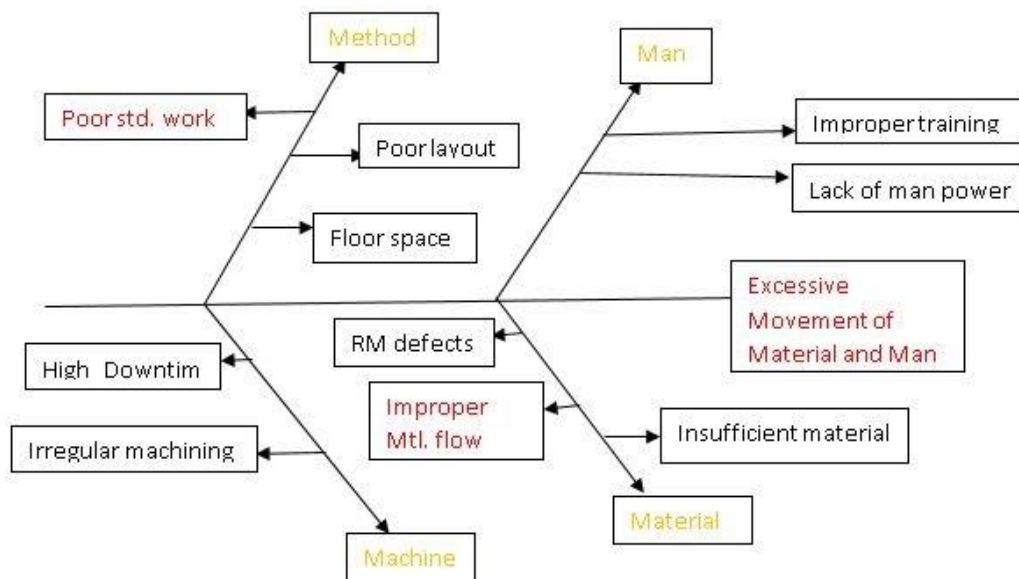 Method
Man
Poor std. work
Improper training
Poor layout
Lack of man power
Floor space
Excessive
Movement of
Material and Man
RM defects
High Downtim
Improper
Mtl. flow
Insufficient material
Irregular machining
Material
Machine